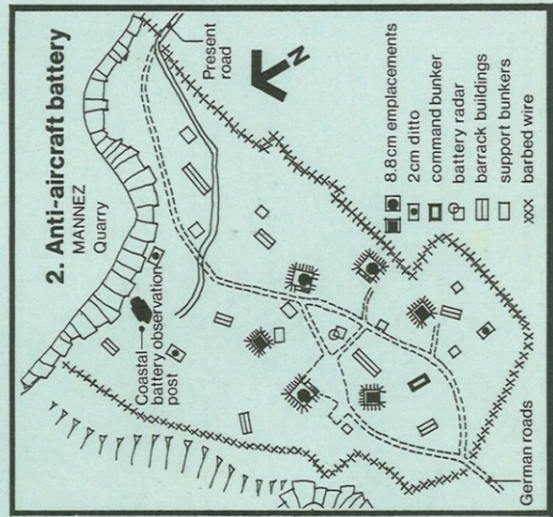 2. Anti-aircraft battery
MANNEZ
Quarry
Present
road
N
Coastal
battery observation
post
8.8cm emplacements
2cm ditto
command bunker
battery radar
barrack buildings
support bunkers
xxx barbed wire
German roads